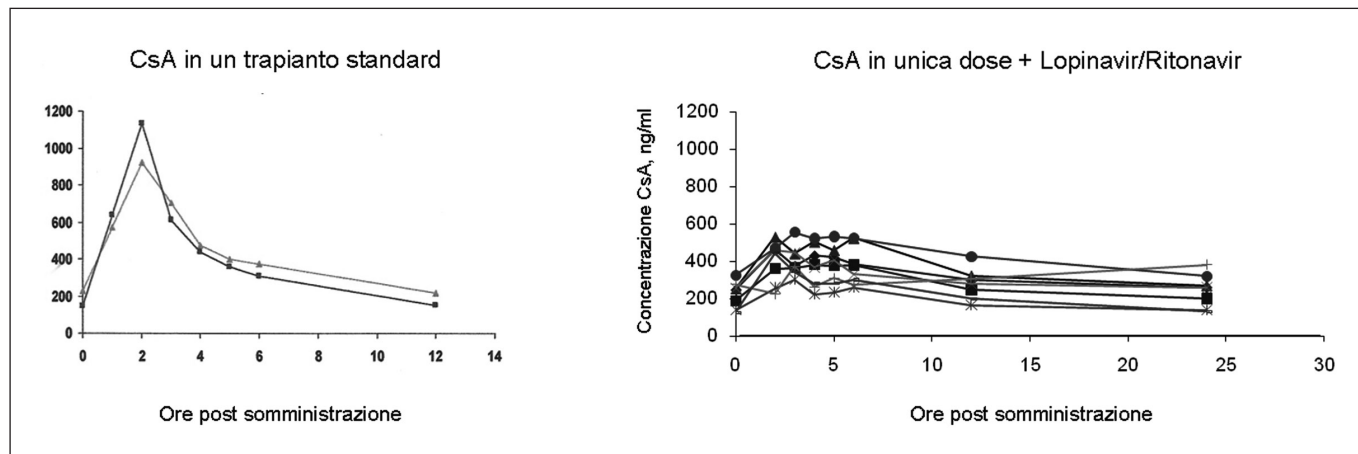 CsA in un trapianto standard
1200
1000
800
600
400
200
0
0 2 4 6 8 10 12 14
Ore post somministrazione
CsA in unica dose + Lopinavir/Ritonavir
Concentrazione CsA, ng/ml
1200
1000
800
600
400
200
0
0 5 10 15 20 25 30
Ore post somministrazione